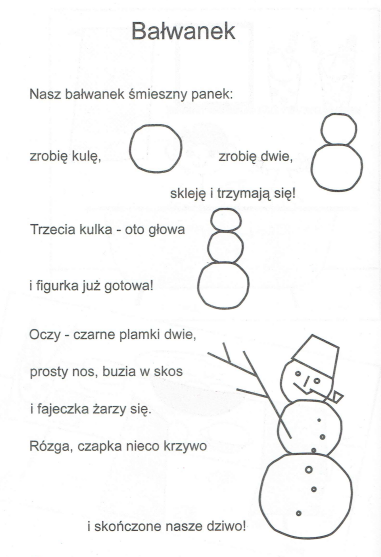 Bałwanek
Nasz bałwanek śmieszny panek:
zrobię kulę,
zrobię dwie,
skleję i trzymają się!
Trzecia kulka - oto głowa
i figurka już gotowa!
Oczy - czarne plamki dwie,
prosty nos, buzia w skos
i fajeczka żarzy się.
Rózga, czapka nieco krzywo
i skończone nasze dziwo!